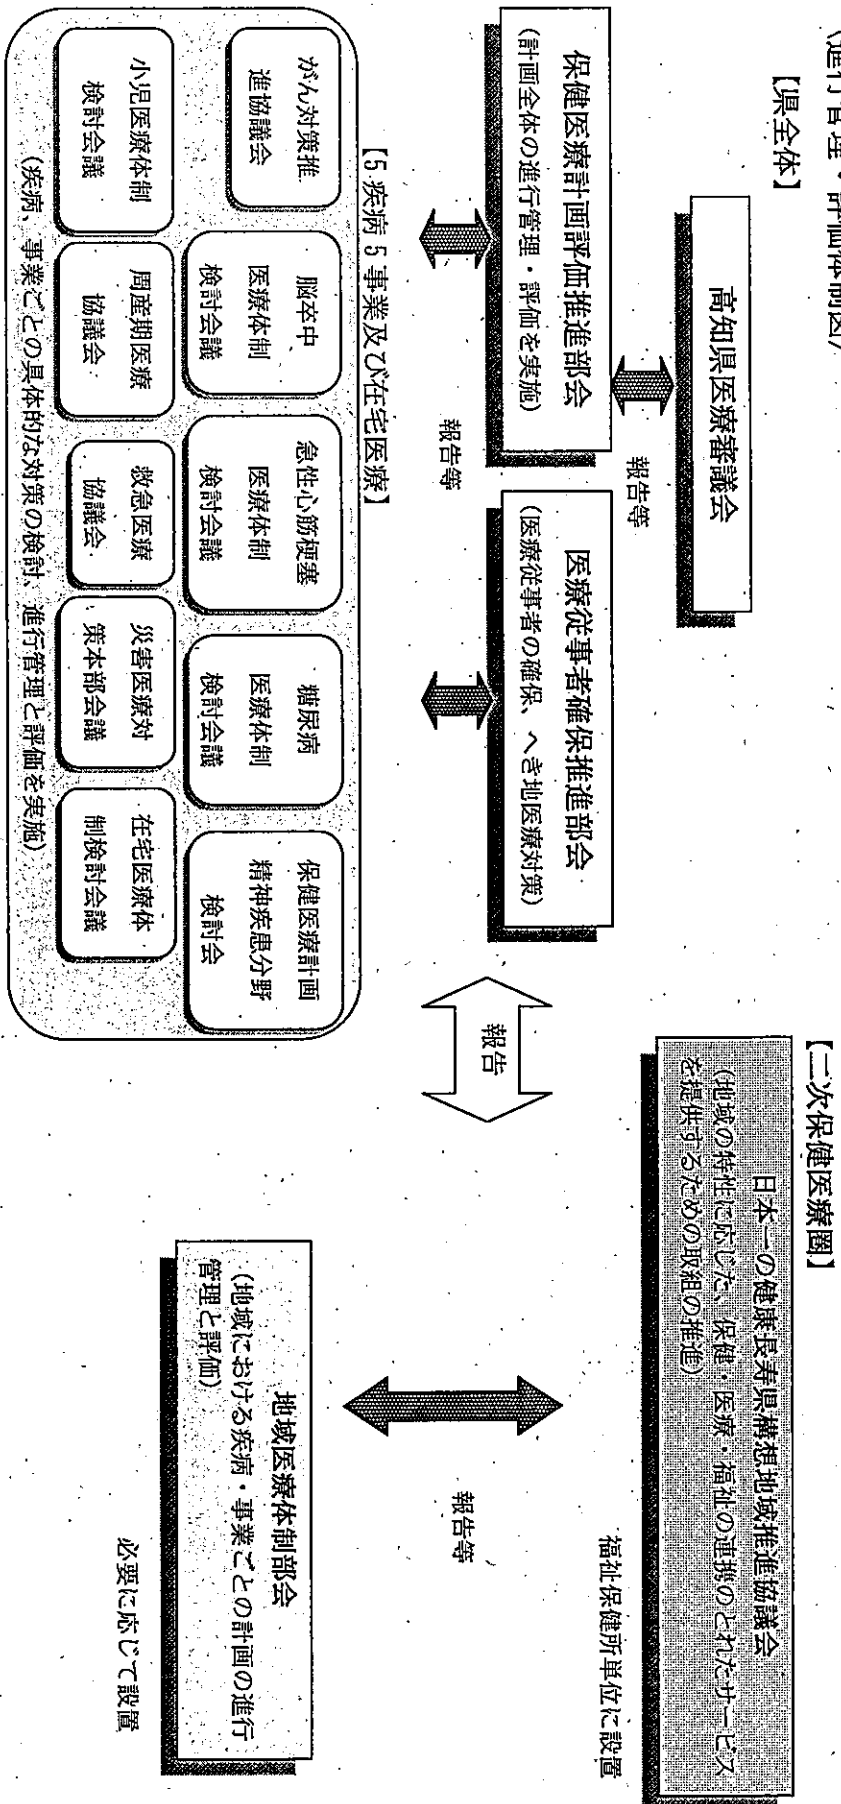 (進行管理・評価体制図)
【県全体】
高知県医療審議会
報告等
保健医療計画評価推進部会
(計画全体の進行管理・評価を実施)
医療従事者確保推進部会
(医療従事者の確保、へき地医療対策)
報告等
【5疾病5事業及び在宅医療】
がん対策推
進協議会
脳卒中
医療体制
検討会議
急性心筋梗塞
医療体制
検討会議
糖尿病
医療体制
検討会議
保健医療計画
精神疾患分野
検討会
小児医療体制
検討会議
周産期医療
協議会
救急医療
協議会
災害医療対
策本部会議
在宅医療体
制検討会議
(疾病、事業ごとの具体的な対策の検討、進行管理と評価を実施)
報告
【二次保健医療圏】
日本一の健康長寿県構想地域推進協議会
(地域の特性に応じた、保健・医療・福祉の連携のとれたサービス
を提供するための取組の推進)
福祉保健所単位に設置
報告等
地域医療体制部会
(地域における疾病・事業ごとの計画の進行
管理と評価)
必要に応じて設置